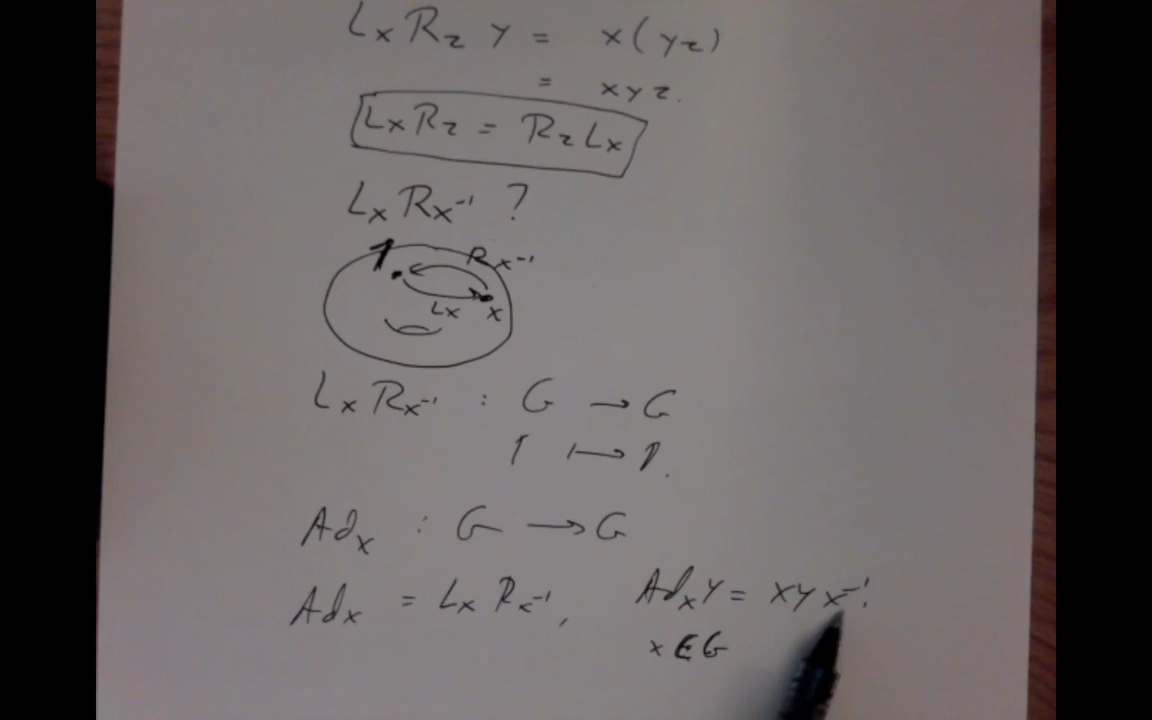 L_x R_z y = x(yz)
= xyz.
L_x R_z = R_z L_x
L_x R_{x^{-1}} ?
1 R_{x^{-1}}
L_x x
L_x R_{x^{-1}} : G → G
1 ↦ 1.
Ad_x : G → G
Ad_x = L_x R_{x^{-1}}, Ad_x y = xyx^{-1}.
x ∈ G